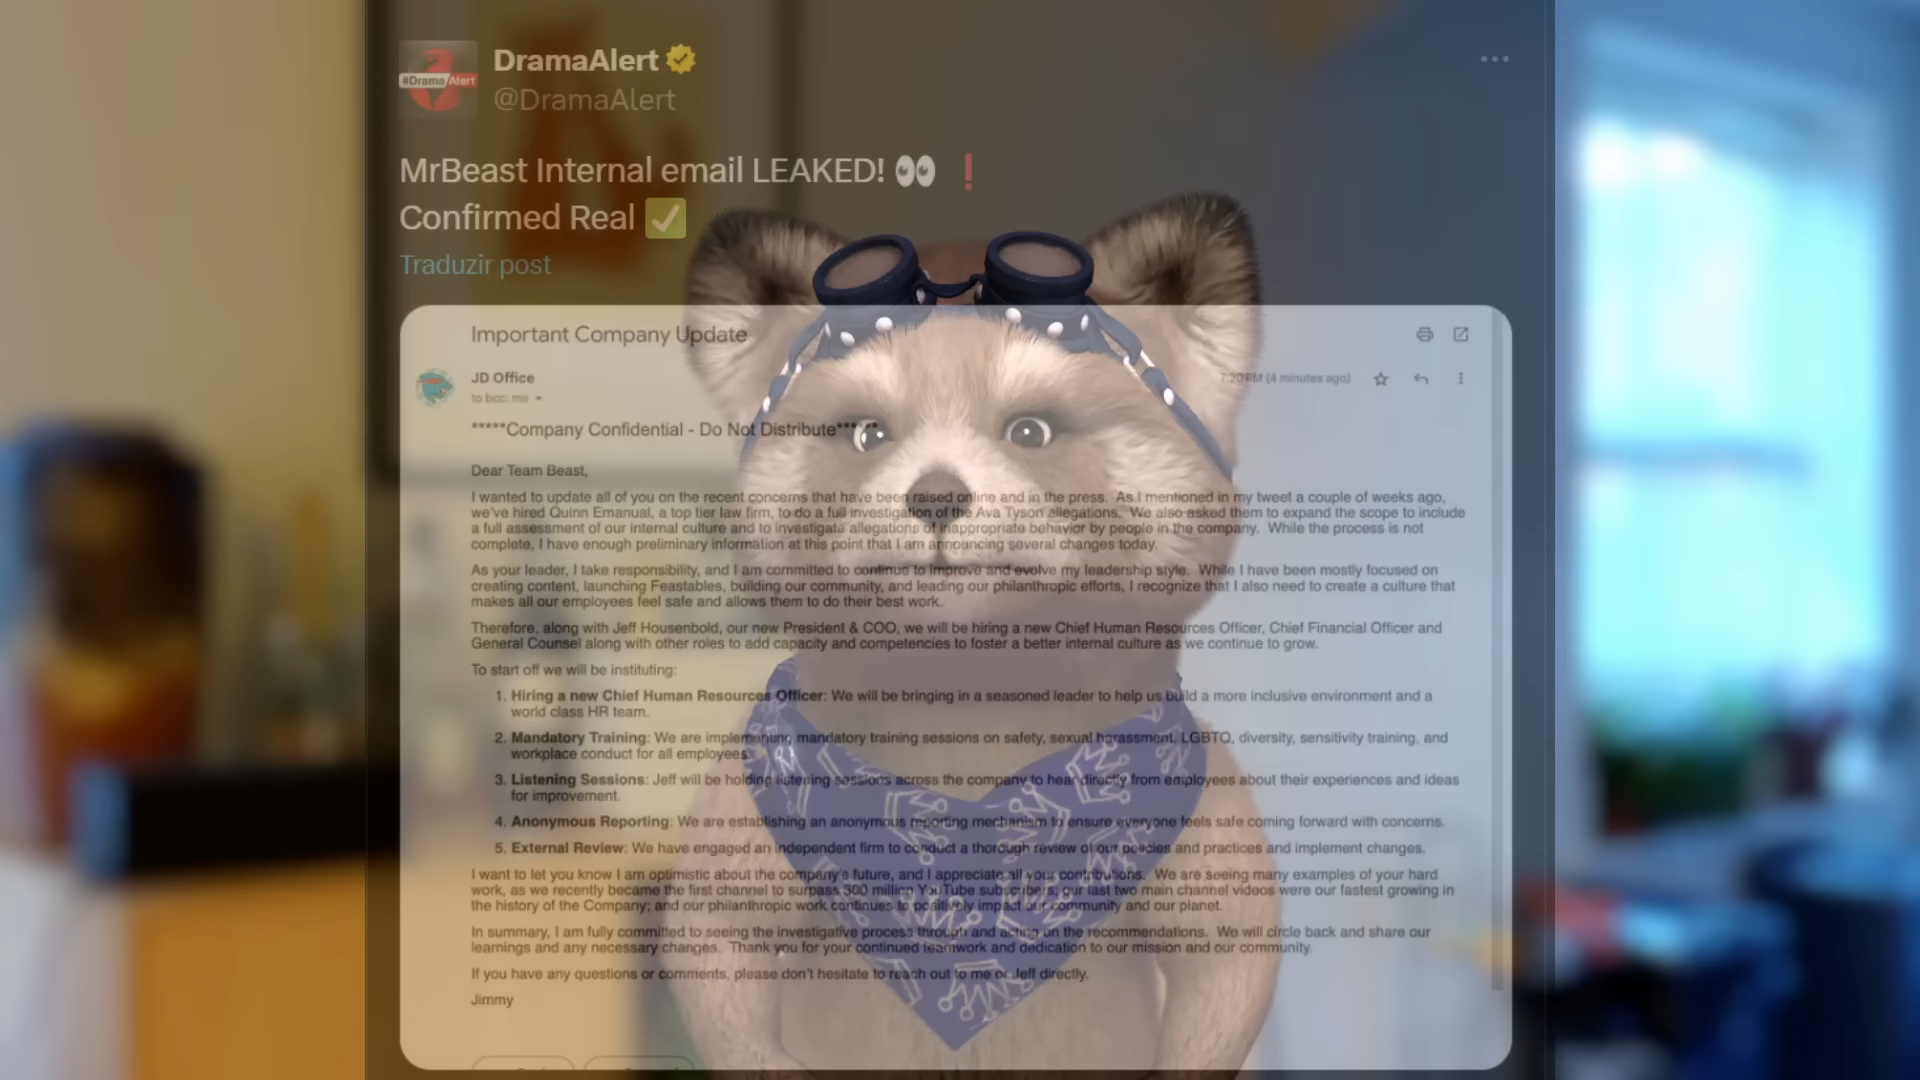 DramaAlert
#Drama Alert
@DramaAlert
MrBeast Internal email LEAKED! 👀 ❗
Confirmed Real ✅
Traduzir post
Important Company Update
JD Office
7:20 PM (4 minutes ago)
to bcc: me
*****Company Confidential - Do Not Distribute******
Dear Team Beast,
I wanted to update all of you on the recent concerns that have been raised online and in the press. As I mentioned in my tweet a couple of weeks ago,
we've hired Quinn Emanual, a top tier law firm, to do a full investigation of the Ava Tyson allegations. We also asked them to expand the scope to include
a full assessment of our internal culture and to investigate allegations of inappropriate behavior by people in the company. While the process is not
complete, I have enough preliminary information at this point that I am announcing several changes today.
As your leader, I take responsibility, and I am committed to continue to improve and evolve my leadership style. While I have been mostly focused on
creating content, launching Feastables, building our community, and leading our philanthropic efforts, I recognize that I also need to create a culture that
makes all our employees feel safe and allows them to do their best work.
Therefore, along with Jeff Housenbold, our new President & COO, we will be hiring a new Chief Human Resources Officer, Chief Financial Officer and
General Counsel along with other roles to add capacity and competencies to foster a better internal culture as we continue to grow.
To start off we will be instituting:
1. Hiring a new Chief Human Resources Officer: We will be bringing in a seasoned leader to help us build a more inclusive environment and a
world class HR team.
2. Mandatory Training: We are implementing mandatory training sessions on safety, sexual harassment, LGBTQ, diversity, sensitivity training, and
workplace conduct for all employees
3. Listening Sessions: Jeff will be holding listening sessions across the company to hear directly from employees about their experiences and ideas
for improvement.
4. Anonymous Reporting: We are establishing an anonymous reporting mechanism to ensure everyone feels safe coming forward with concerns.
5. External Review: We have engaged an independent firm to conduct a thorough review of our policies and practices and implement changes.
I want to let you know I am optimistic about the company's future, and I appreciate all your contributions. We are seeing many examples of your hard
work, as we recently became the first channel to surpass 300 milling YouTube subscribers, our last two main channel videos were our fastest growing in
the history of the Company; and our philanthropic work continues to positively impact our community and our planet.
In summary, I am fully committed to seeing the investigative process through and acting on the recommendations. We will circle back and share our
learnings and any necessary changes. Thank you for your continued teamwork and dedication to our mission and our community.
If you have any questions or comments, please don't hesitate to reach out to me or Jeff directly.
Jimmy